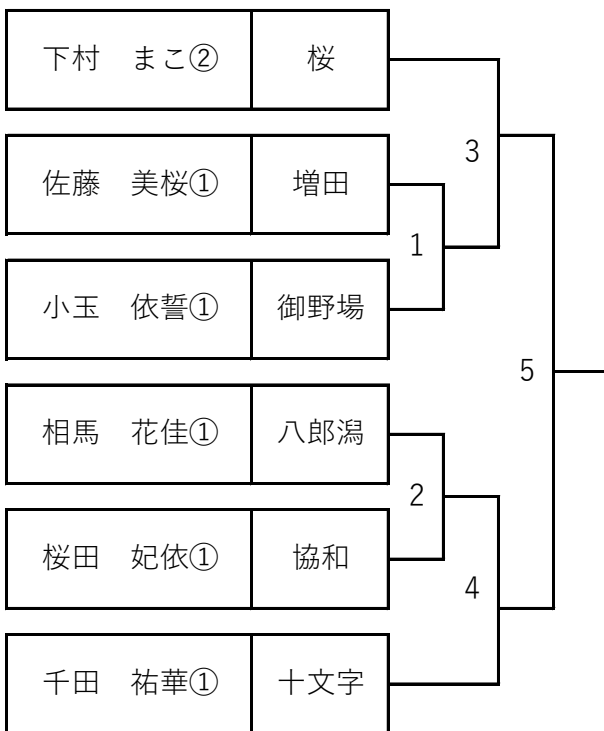 下村　まこ② 桜
3
佐藤　美桜① 増田
1
小玉　依誓① 御野場
5
相馬　花佳① 八郎潟
2
桜田　妃依① 協和
4
千田　祐華① 十文字